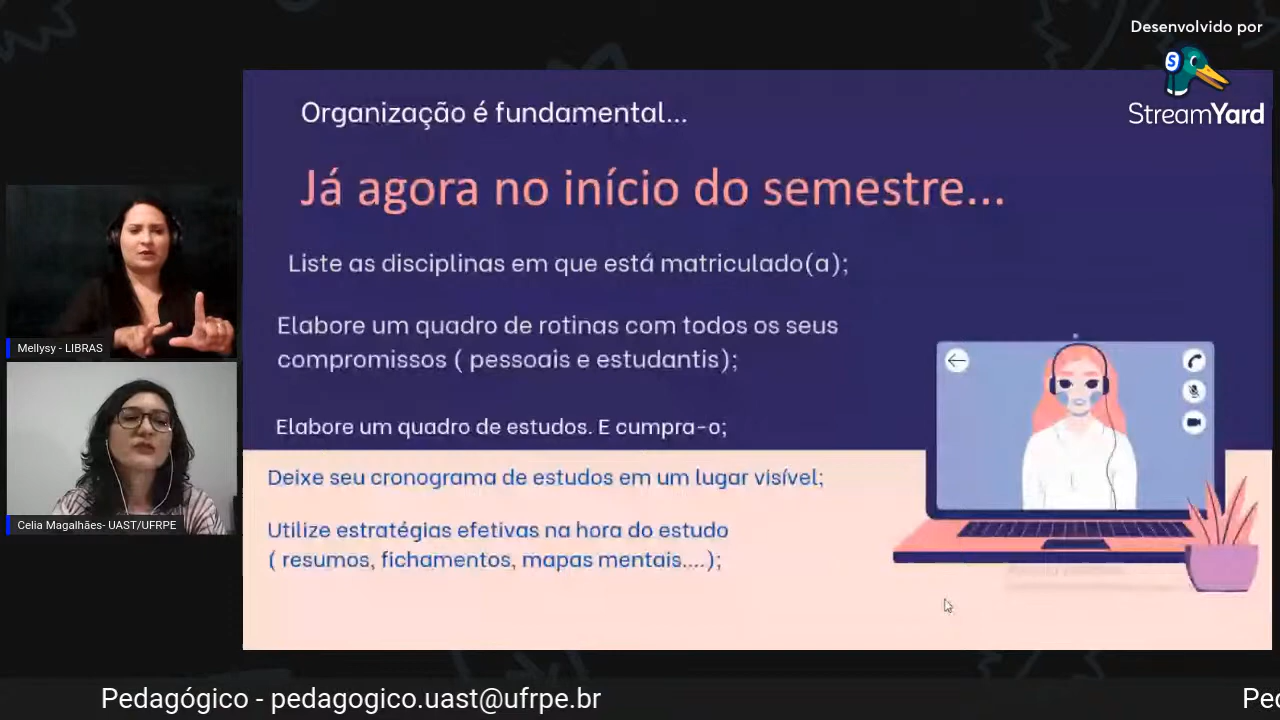 Desenvolvido por
S
StreamYard
Organização é fundamental...
Já agora no início do semestre...
Liste as disciplinas em que está matriculado(a);
Elabore um quadro de rotinas com todos os seus
compromissos ( pessoais e estudantis);
Elabore um quadro de estudos. E cumpra-o;
Deixe seu cronograma de estudos em um lugar visível;
Utilize estratégias efetivas na hora do estudo
( resumos, fichamentos, mapas mentais....);
Mellysy - LIBRAS
Celia Magalhães- UAST/UFRPE
Pedagógico - pedagogico.uast@ufrpe.br